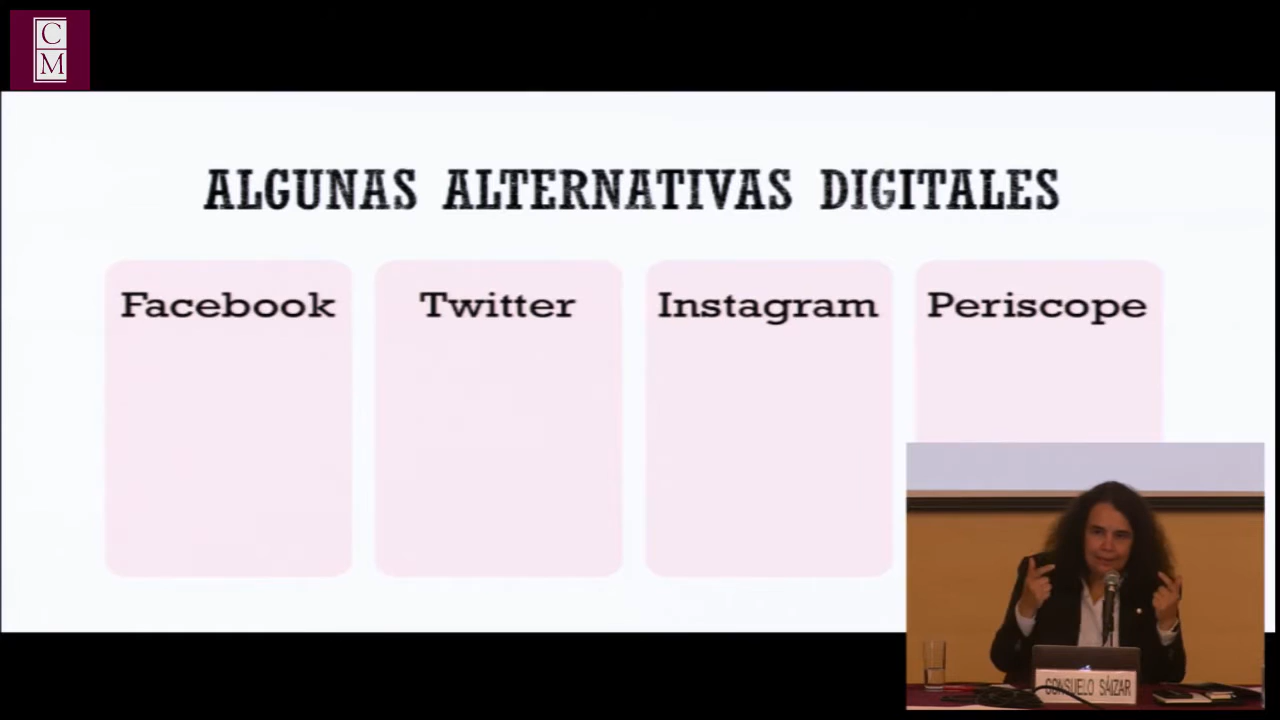 C
M
ALGUNAS ALTERNATIVAS DIGITALES
Facebook
Twitter
Instagram
Periscope
CONSUELO SÁIZAR